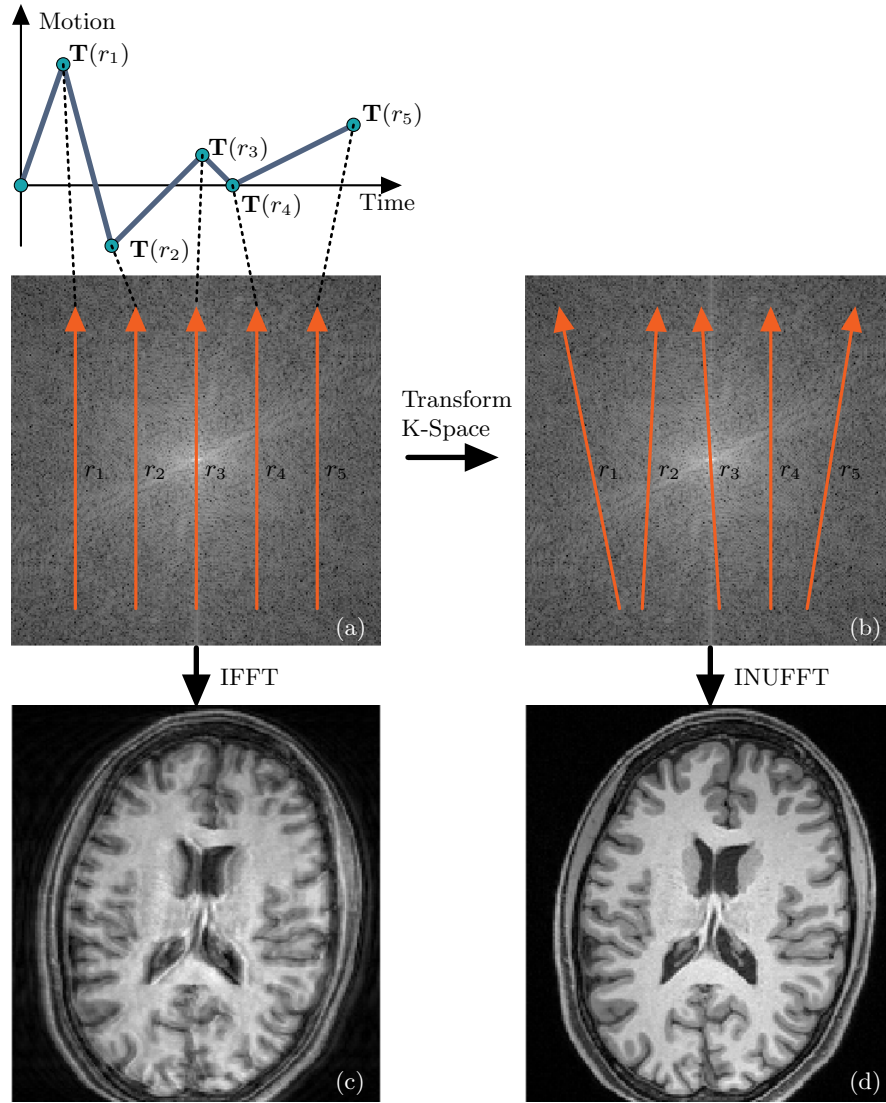 Motion
T(r₁)
T(r₂)
T(r₃)
T(r₄)
T(r₅)
Time
r₁
r₂
r₃
r₄
r₅
(a)
Transform
K-Space
r₁
r₂
r₃
r₄
r₅
(b)
IFFT
INUFFT
(c)
(d)